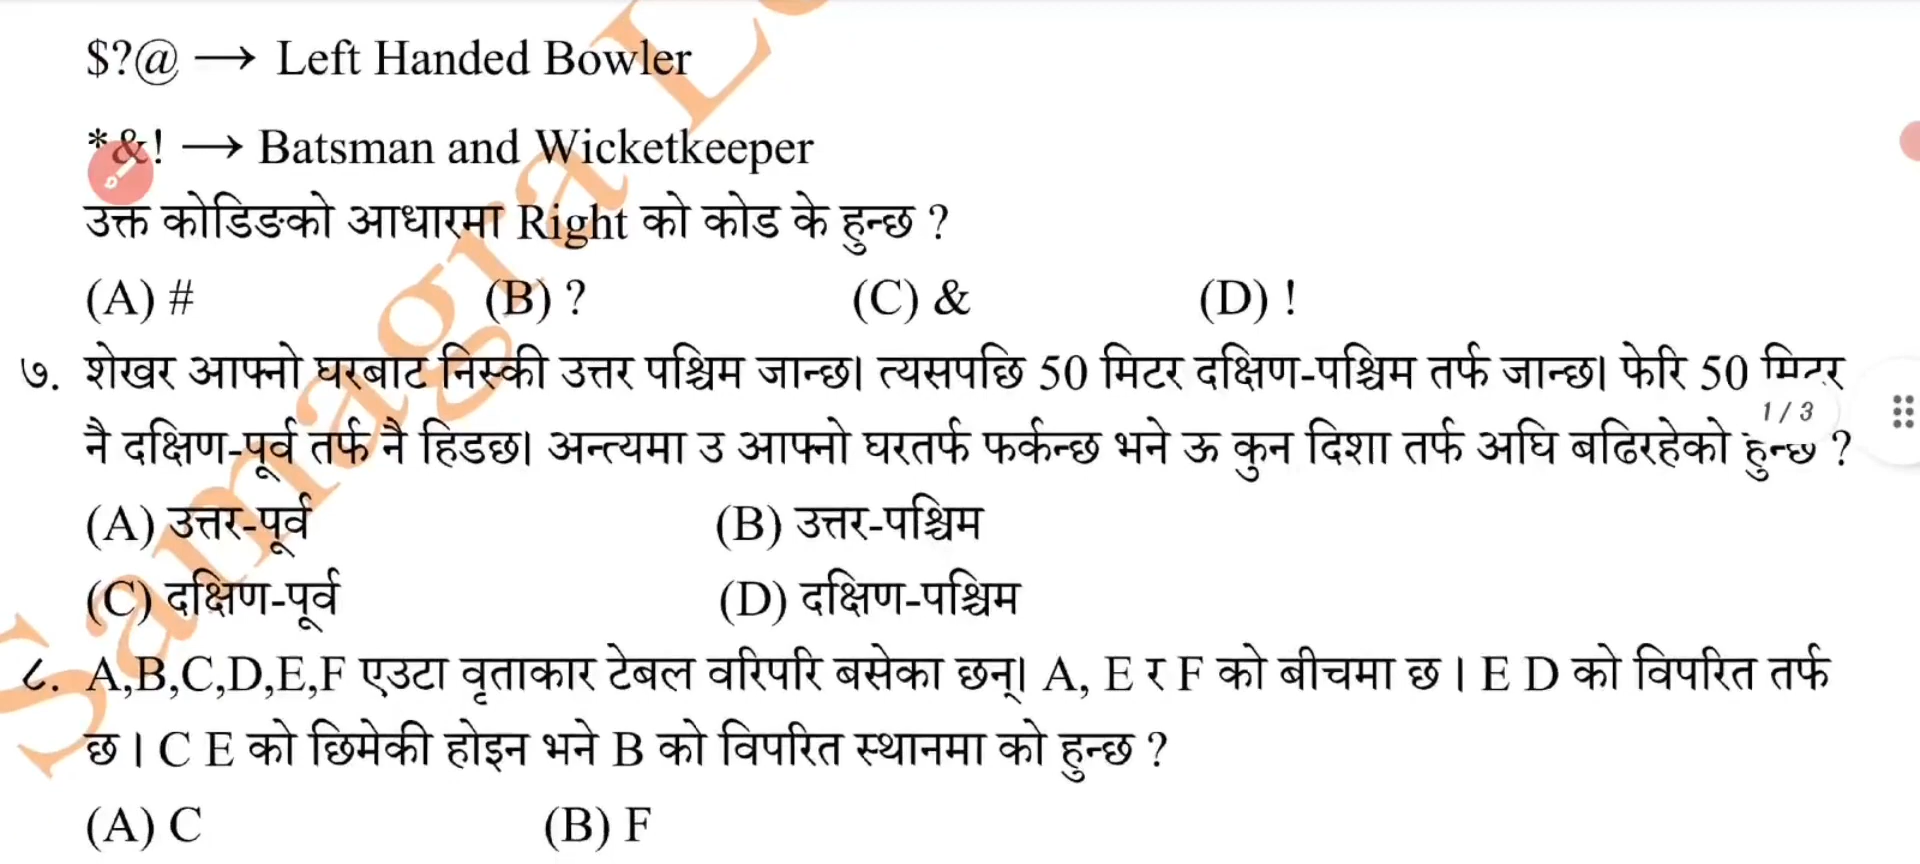 $?@ → Left Handed Bowler
*&! → Batsman and Wicketkeeper
उक्त कोडिङको आधारमा Right को कोड के हुन्छ ?
(A) # (B) ? (C) & (D) !
७. शेखर आफ्नो घरबाट निस्की उत्तर पश्चिम जान्छ। त्यसपछि 50 मिटर दक्षिण-पश्चिम तर्फ जान्छ। फेरि 50 मिटर
1 / 3
नै दक्षिण-पूर्व तर्फ नै हिडछ। अन्त्यमा उ आफ्नो घरतर्फ फर्कन्छ भने ऊ कुन दिशा तर्फ अघि बढिरहेको हुन्छ ?
(A) उत्तर-पूर्व (B) उत्तर-पश्चिम
(C) दक्षिण-पूर्व (D) दक्षिण-पश्चिम
८. A,B,C,D,E,F एउटा वृताकार टेबल वरिपरि बसेका छन्। A, E र F को बीचमा छ । E D को विपरित तर्फ
छ । C E को छिमेकी होइन भने B को विपरित स्थानमा को हुन्छ ?
(A) C (B) F
Samagra